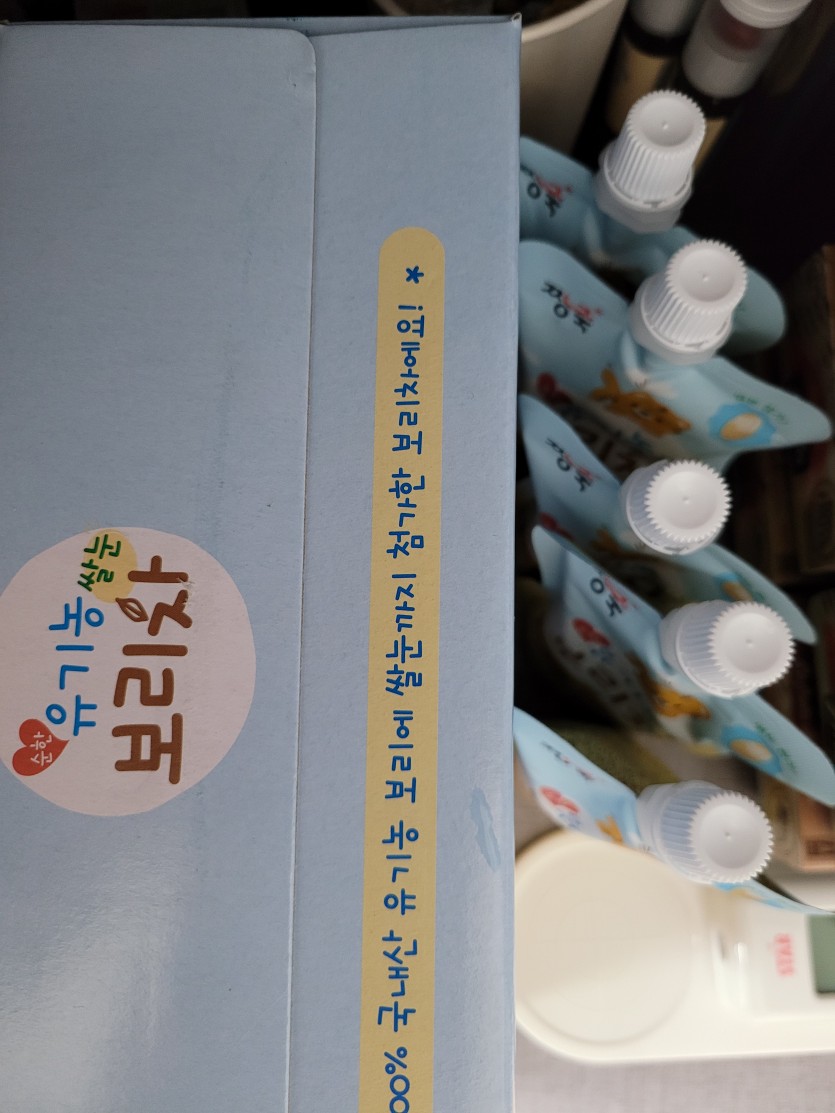 순한
유기농
쌀눈
보리차
00% 국내산 유기농 보리에 쌀눈까지 첨가한 보리차에요! *